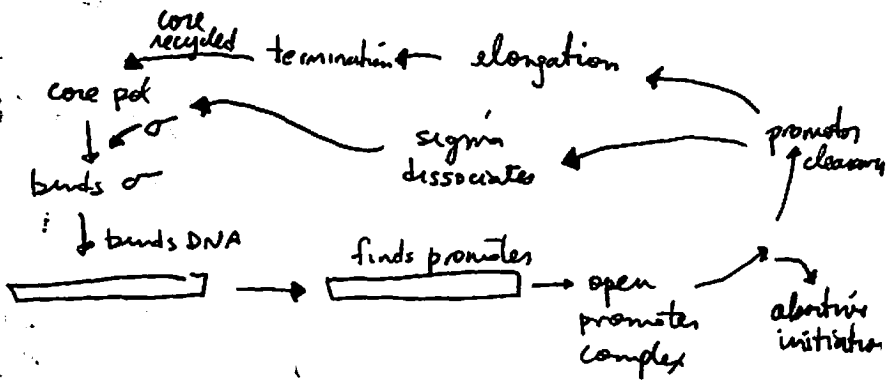 core
recycled
termination
elongation
core pol
σ
sigma
dissociates
promoter
clearance
binds σ
binds DNA
finds promoter
open
promoter
complex
abortive
initiation